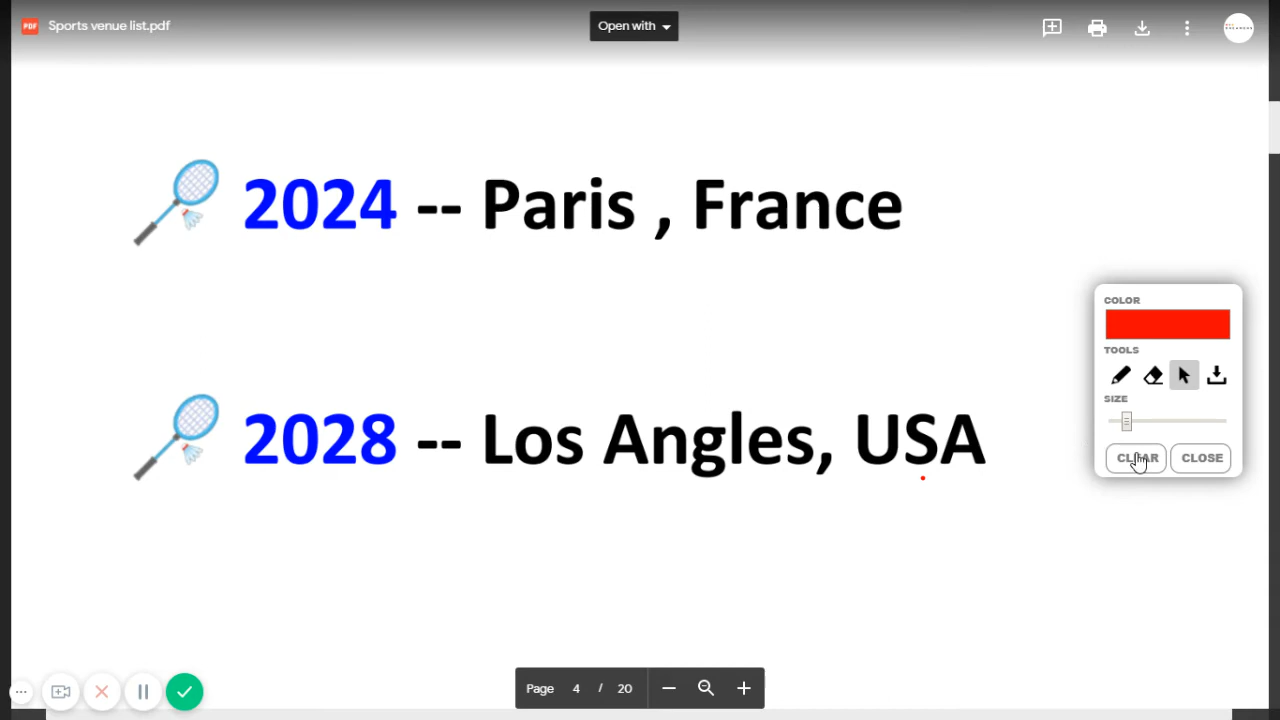 PDF Sports venue list.pdf
Open with
2024 -- Paris , France
COLOR
TOOLS
2028 -- Los Angles, USA
SIZE
CLEAR CLOSE
Page 4 / 20